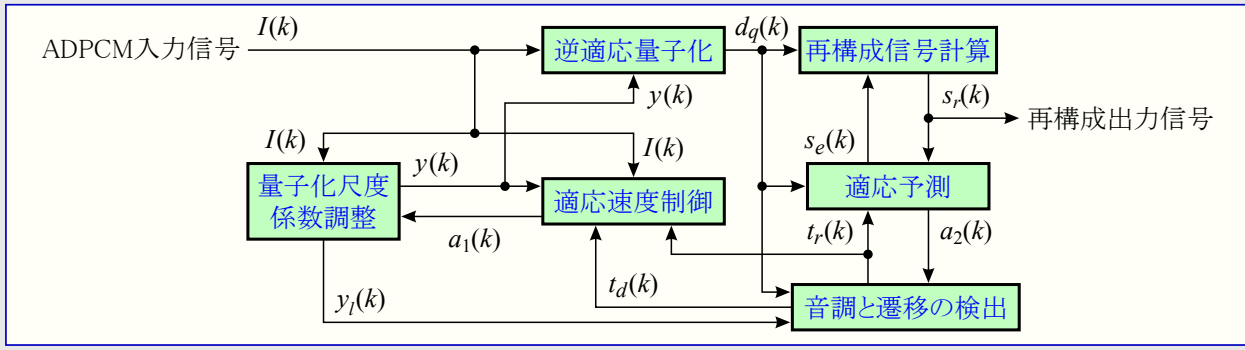 I(k)
ADPCM入力信号
逆適応量子化
d_q(k)
再構成信号計算
y(k)
s_r(k)
再構成出力信号
I(k)
y(k)
I(k)
s_e(k)
量子化尺度
係数調整
適応速度制御
適応予測
a_1(k)
t_r(k)
a_2(k)
y_l(k)
t_d(k)
音調と遷移の検出